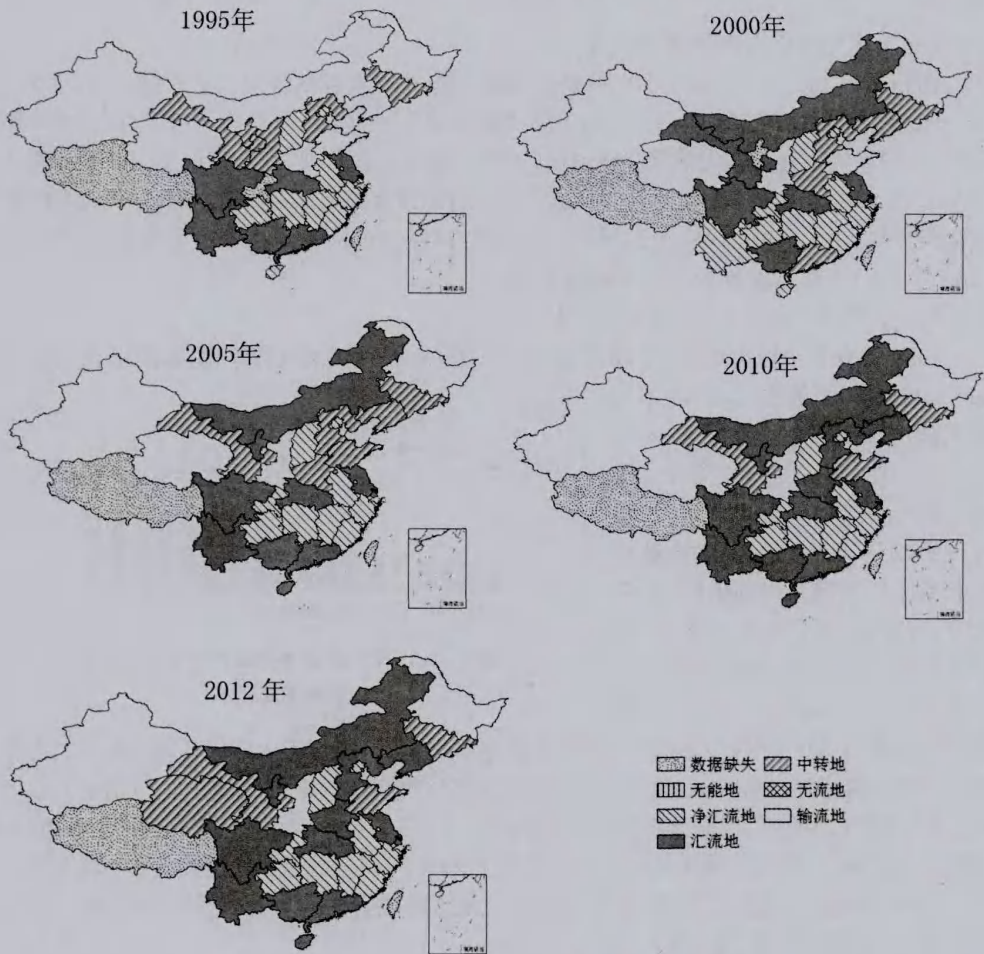 1995年
2000年
2005年
2010年
2012 年
数据缺失 中转地
无能地 无流地
净汇流地 输流地
汇流地